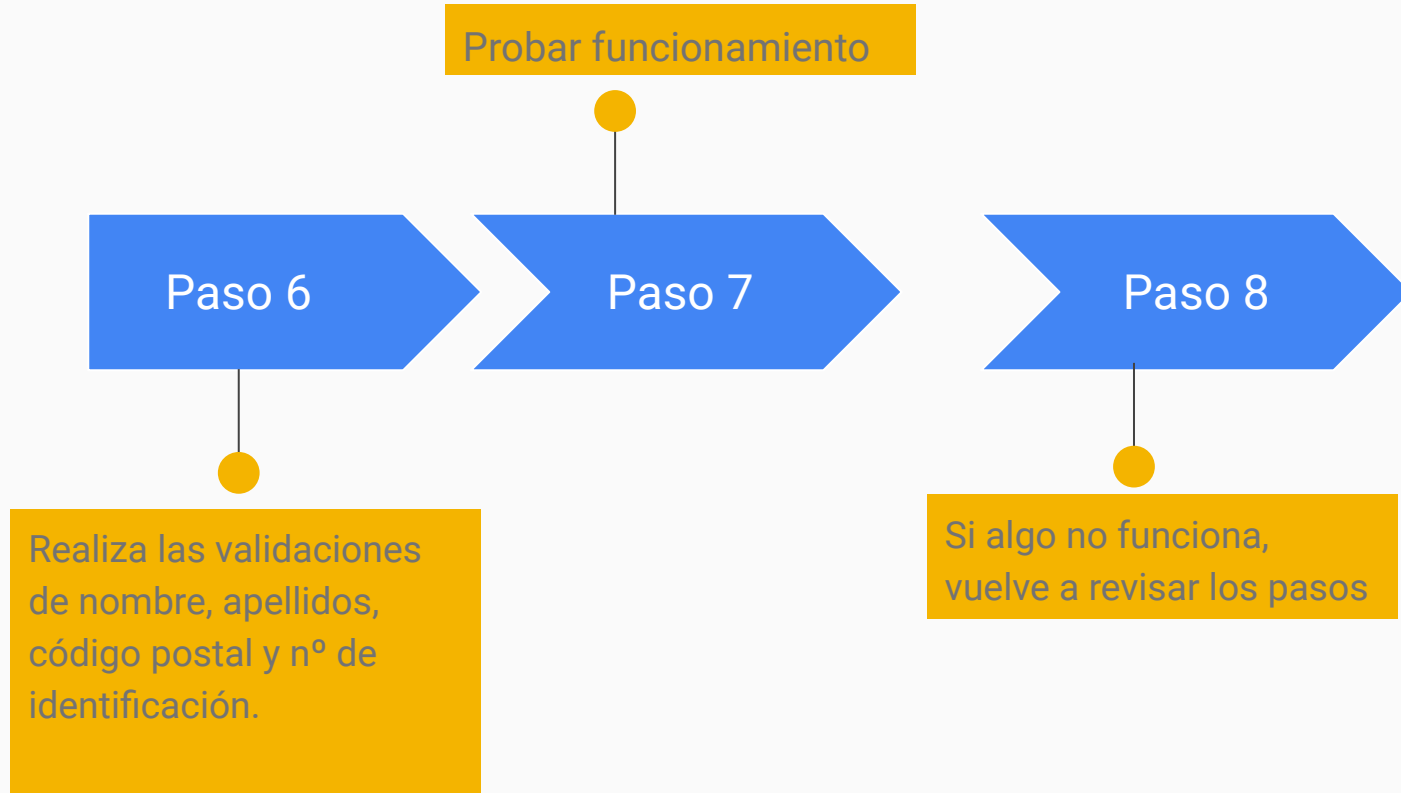 Probar funcionamiento
Paso 6
Paso 7
Paso 8
Realiza las validaciones
de nombre, apellidos,
código postal y nº de
identificación.
Si algo no funciona,
vuelve a revisar los pasos